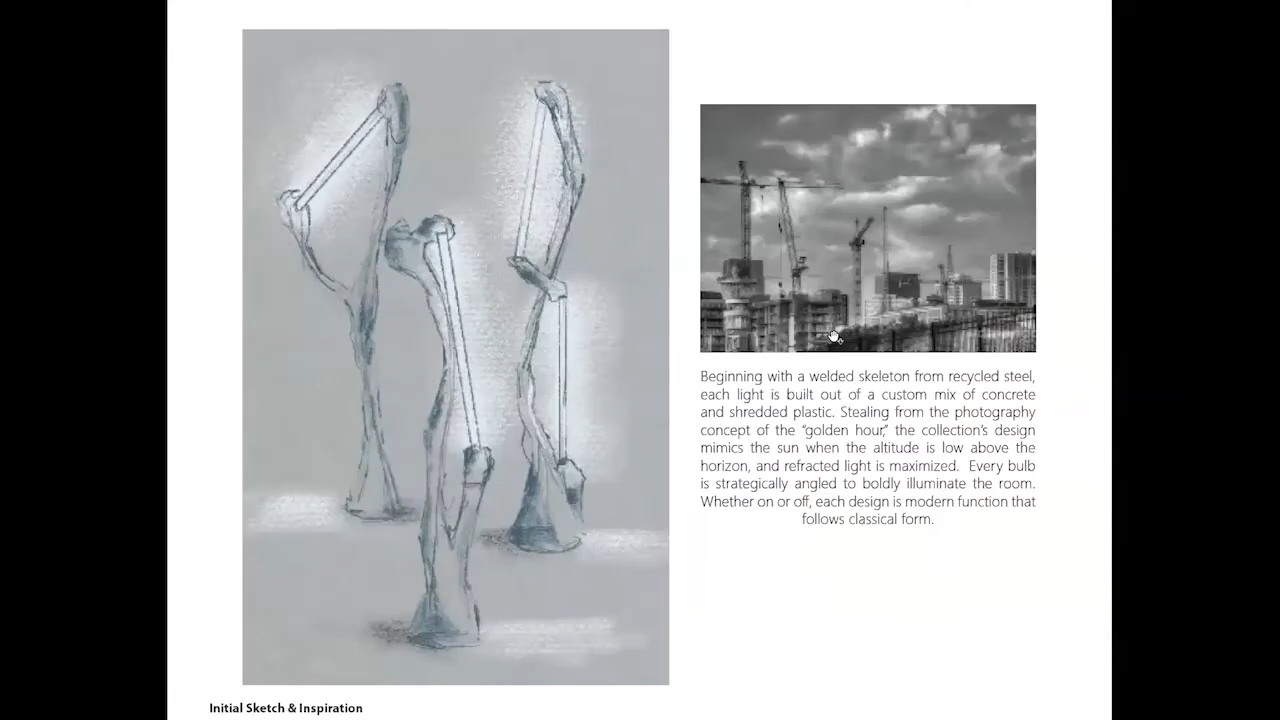 Beginning with a welded skeleton from recycled steel,
each light is built out of a custom mix of concrete
and shredded plastic. Stealing from the photography
concept of the “golden hour,” the collection’s design
mimics the sun when the altitude is low above the
horizon, and refracted light is maximized. Every bulb
is strategically angled to boldly illuminate the room.
Whether on or off, each design is modern function that
follows classical form.
Initial Sketch & Inspiration